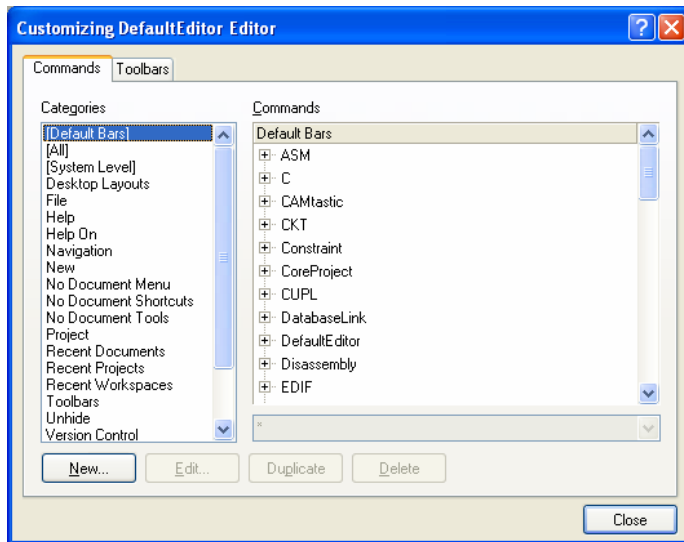 Customizing DefaultEditor Editor
Commands
Toolbars
Categories
[Default Bars]
[All]
[System Level]
Desktop Layouts
File
Help
Help On
Navigation
New
No Document Menu
No Document Shortcuts
No Document Tools
Project
Recent Documents
Recent Projects
Recent Workspaces
Toolbars
Unhide
Version Control
Commands
Default Bars
ASM
C
CAMtastic
CKT
Constraint
CoreProject
CUPL
DatabaseLink
DefaultEditor
Disassembly
EDIF
*
New...
Edit...
Duplicate
Delete
Close